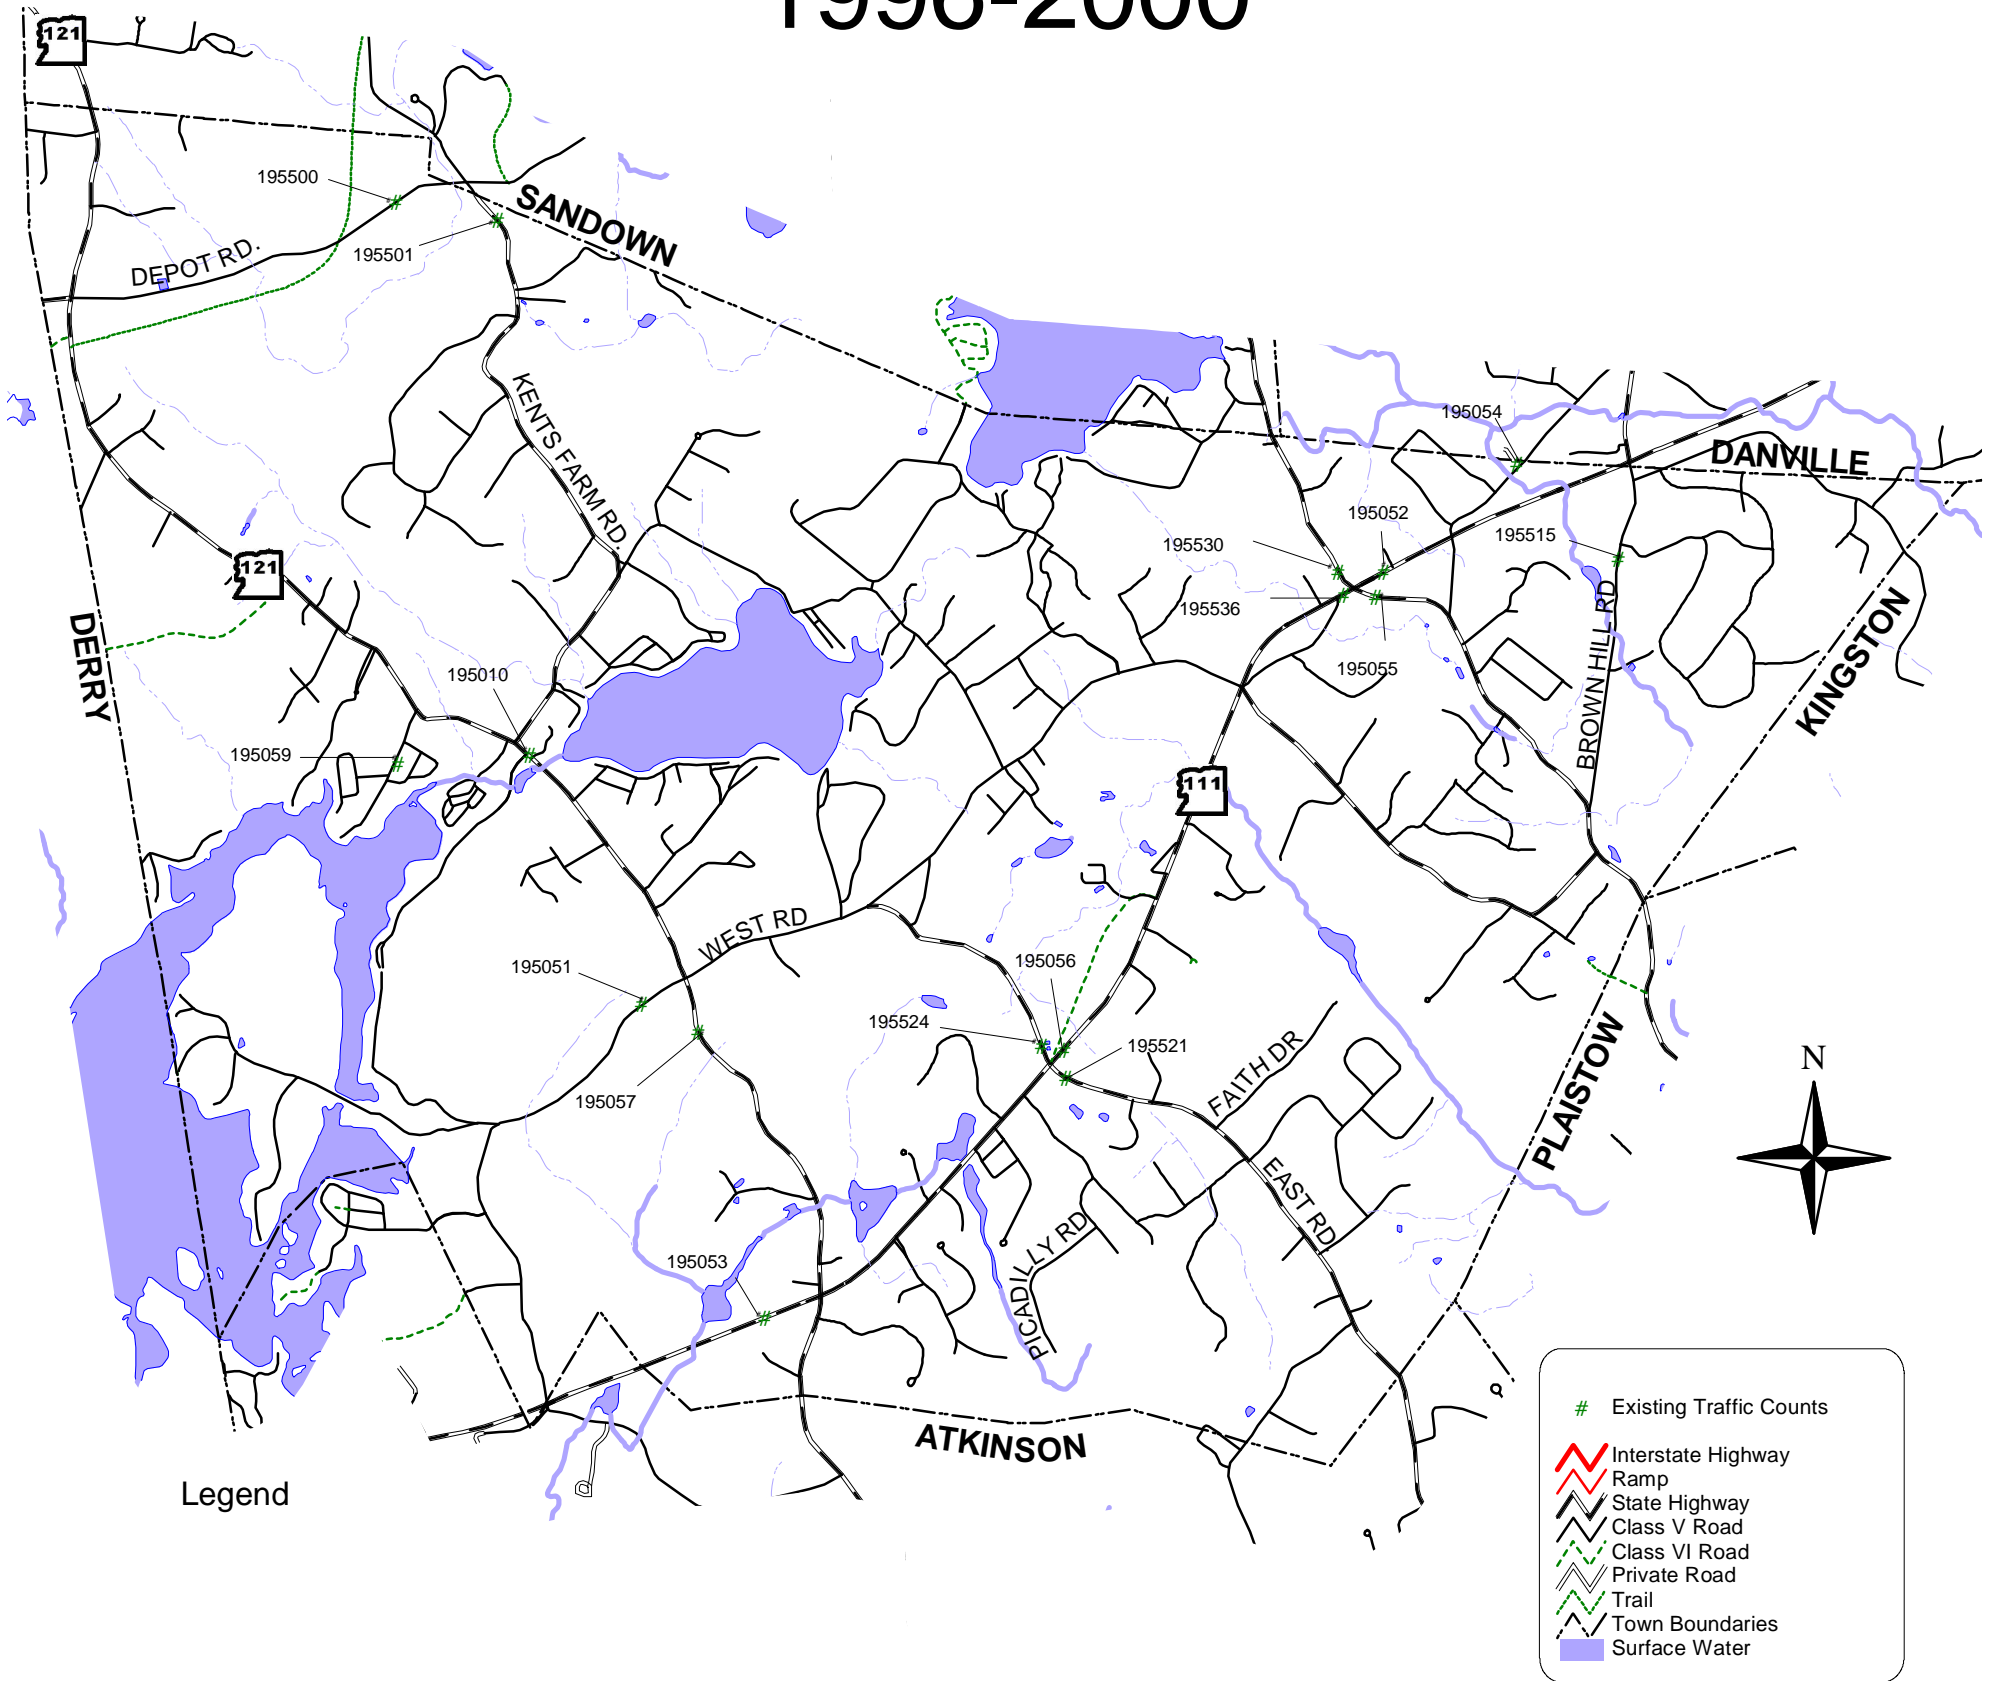 1996-2000
121
195500
SANDOWN
195501
DEPOT RD.
KENTS FARM RD.
195054
DANVILLE
195052
195530
195515
121
195536
BROWN HILL RD
DERRY
195055
KINGSTON
195010
195059
111
WEST RD
195051
195056
195524
195521
PLAISTOW
N
FAITH DR
195057
EAST RD
PICADILLY RD
195053
ATKINSON
Legend
# Existing Traffic Counts
Interstate Highway
Ramp
State Highway
Class V Road
Class VI Road
Private Road
Trail
Town Boundaries
Surface Water